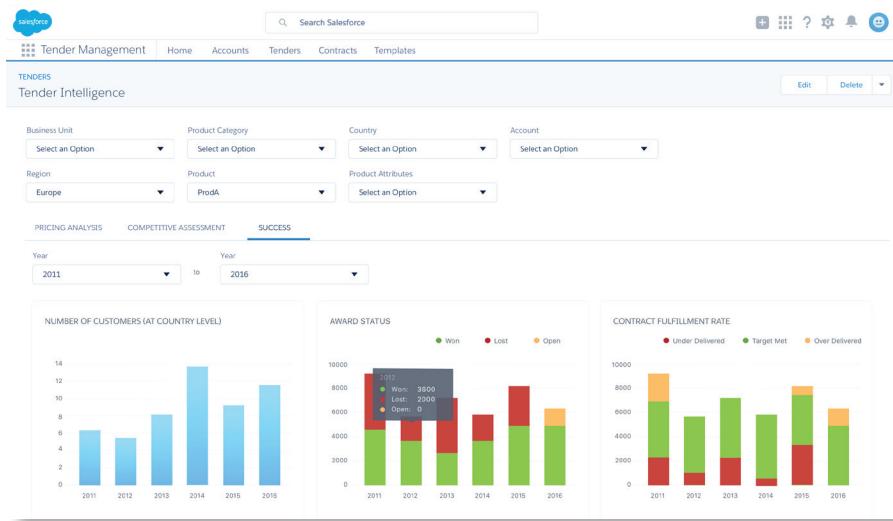 salesforce
Search Salesforce
Tender Management Home Accounts Tenders Contracts Templates
TENDERS
Tender Intelligence
Edit Delete
Business Unit Product Category Country Account
Select an Option Select an Option Select an Option Select an Option
Region Product Product Attributes
Europe ProdA Select an Option
PRICING ANALYSIS COMPETITIVE ASSESSMENT SUCCESS
Year Year
2011 to 2016
NUMBER OF CUSTOMERS (AT COUNTRY LEVEL)
14
12
10
8
6
4
2
0
2011 2012 2013 2014 2015 2016
AWARD STATUS
Won Lost Open
10000
8000
6000
4000
2000
0
2012
Won: 3800
Lost: 2000
Open: 0
2011 2012 2013 2014 2015 2016
CONTRACT FULFILLMENT RATE
Under Delivered Target Met Over Delivered
10000
8000
6000
4000
2000
0
2011 2012 2013 2014 2015 2016